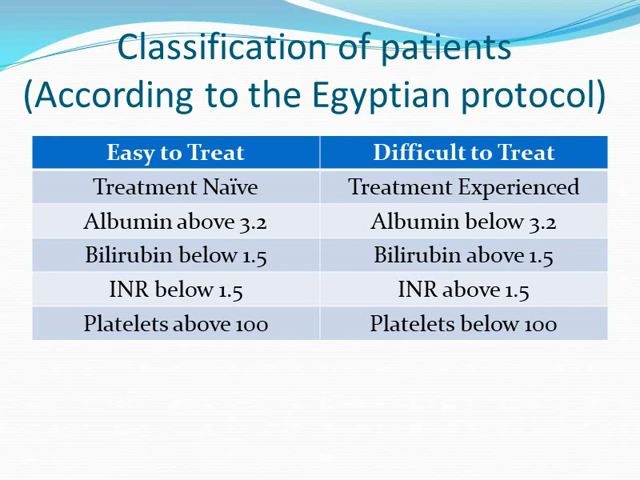 Classification of patients
(According to the Egyptian protocol)
Easy to Treat Difficult to Treat
Treatment Naïve Treatment Experienced
Albumin above 3.2 Albumin below 3.2
Bilirubin below 1.5 Bilirubin above 1.5
INR below 1.5 INR above 1.5
Platelets above 100 Platelets below 100